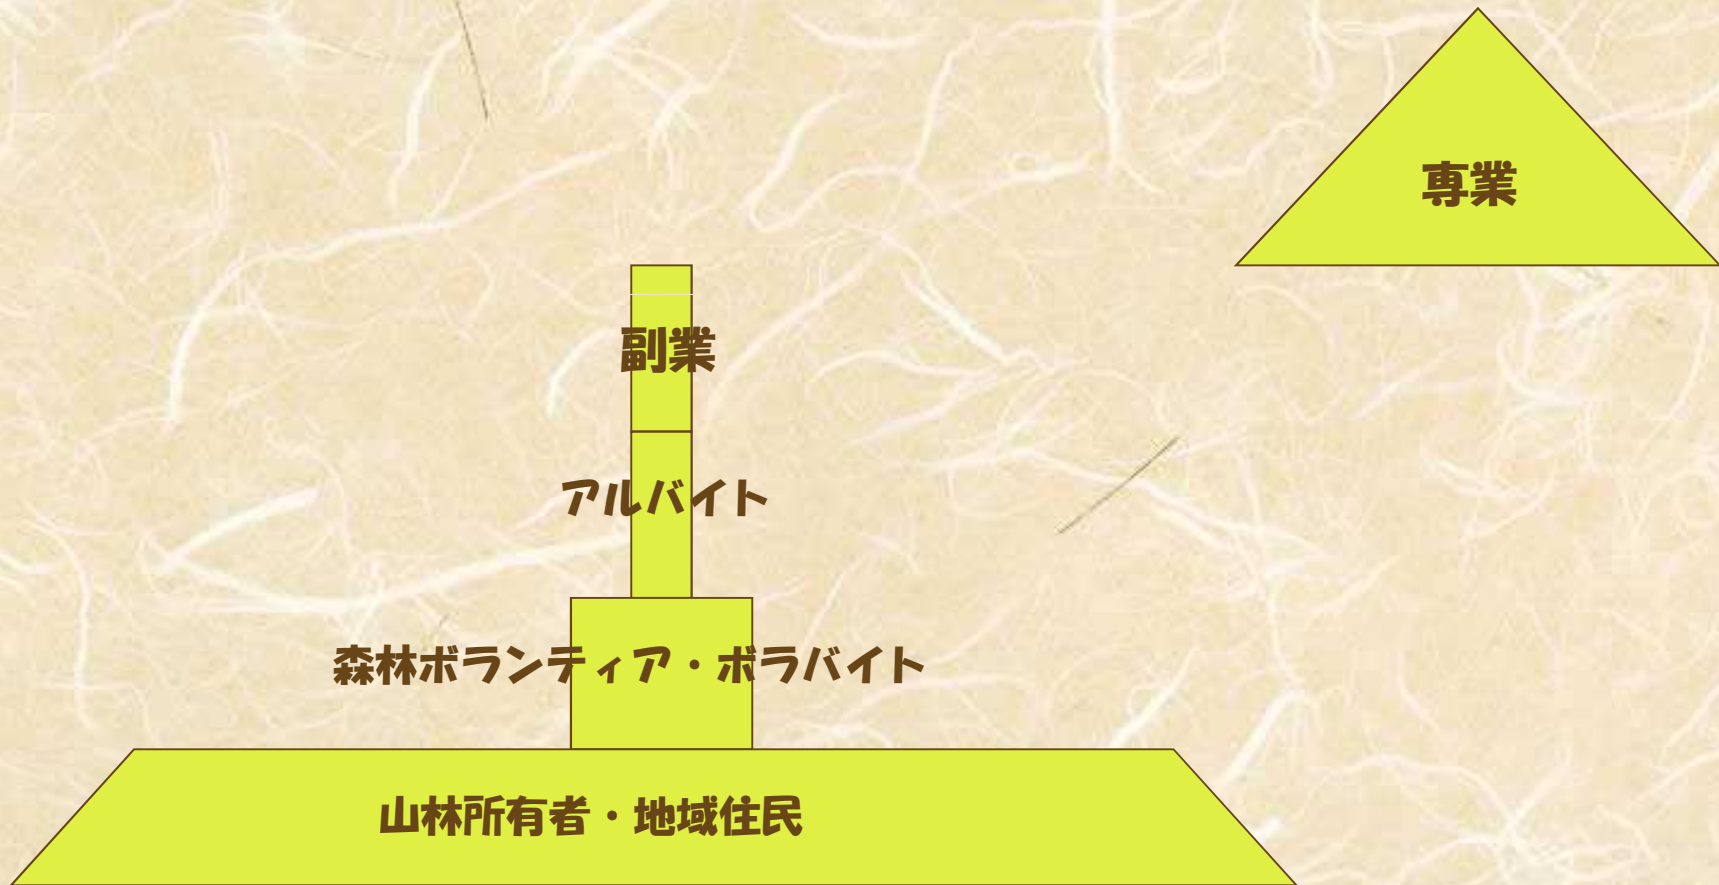 専業
副業
アルバイト
森林ボランティア・ボラバイト
山林所有者・地域住民